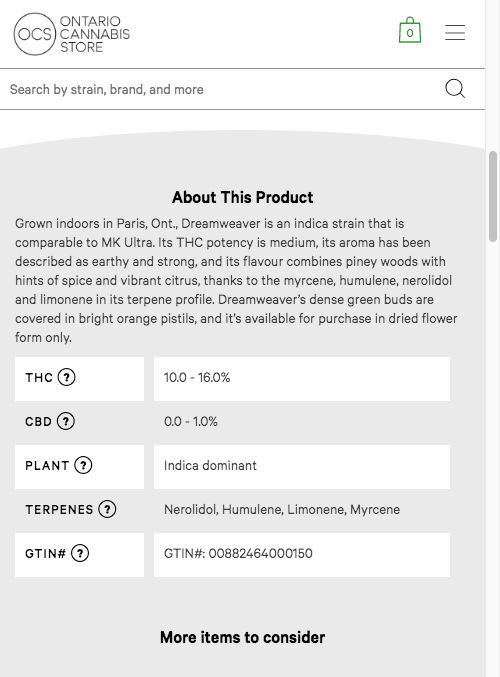 OCS
ONTARIO
CANNABIS
STORE
0
Search by strain, brand, and more
About This Product
Grown indoors in Paris, Ont., Dreamweaver is an indica strain that is
comparable to MK Ultra. Its THC potency is medium, its aroma has been
described as earthy and strong, and its flavour combines piney woods with
hints of spice and vibrant citrus, thanks to the myrcene, humulene, nerolidol
and limonene in its terpene profile. Dreamweaver's dense green buds are
covered in bright orange pistils, and it's available for purchase in dried flower
form only.
THC ? 10.0 - 16.0%
CBD ? 0.0 - 1.0%
PLANT ? Indica dominant
TERPENES ? Nerolidol, Humulene, Limonene, Myrcene
GTIN# ? GTIN#: 00882464000150
More items to consider